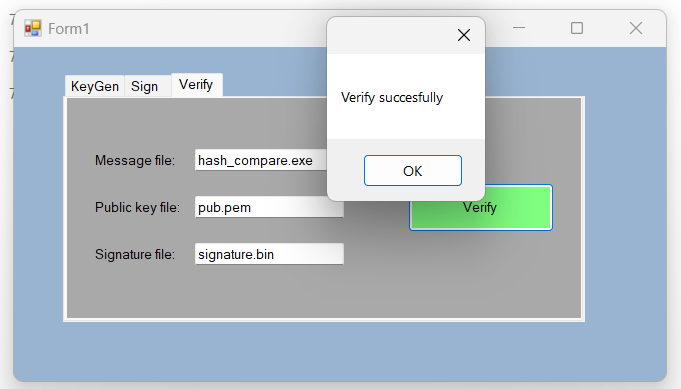 Form1
KeyGen Sign Verify
Verify succesfully
OK
Message file: hash_compare.exe
Public key file: pub.pem
Verify
Signature file: signature.bin